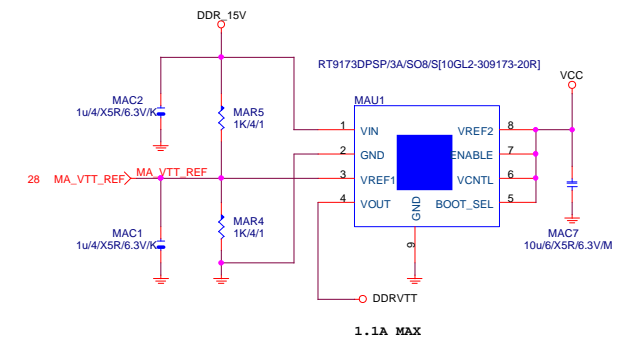 DDR_15V
RT9173DPSP/3A/SO8/S[10GL2-309173-20R]
VCC
MAC2
1u/4/X5R/6.3V/K
MAR5
1K/4/1
MAU1
1
VIN
VREF2
8
2
GND
ENABLE
7
28
MA_VTT_REF
MA_VTT_REF
3
VREF1
VCNTL
6
4
VOUT
BOOT_SEL
5
GND
9
MAC1
1u/4/X5R/6.3V/K
MAR4
1K/4/1
MAC7
10u/6/X5R/6.3V/M
DDRVTT
1.1A MAX